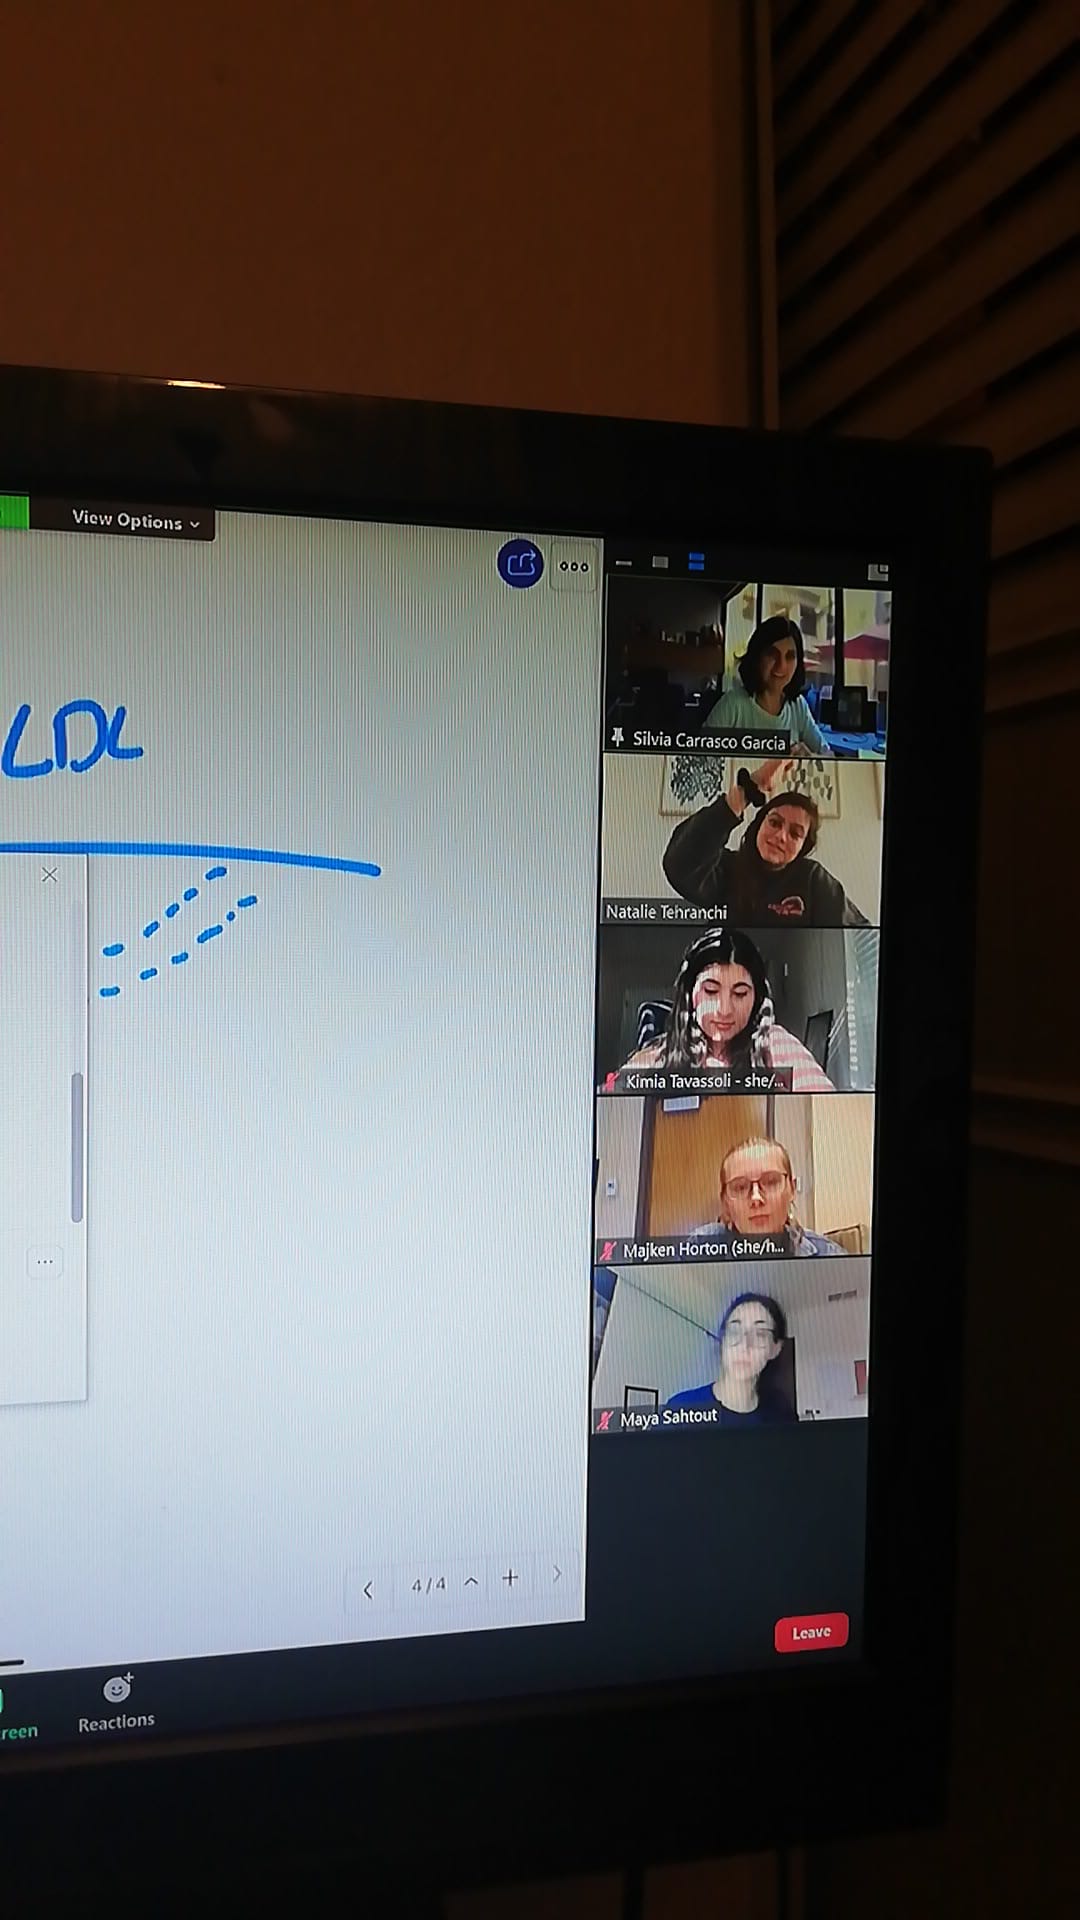 View Options
LDL
Silvia Carrasco Garcia
Natalie Tehranchi
Kimia Tavassoli - she/...
Majken Horton (she/h...
Maya Sahtout
4/4
Leave
reen
Reactions